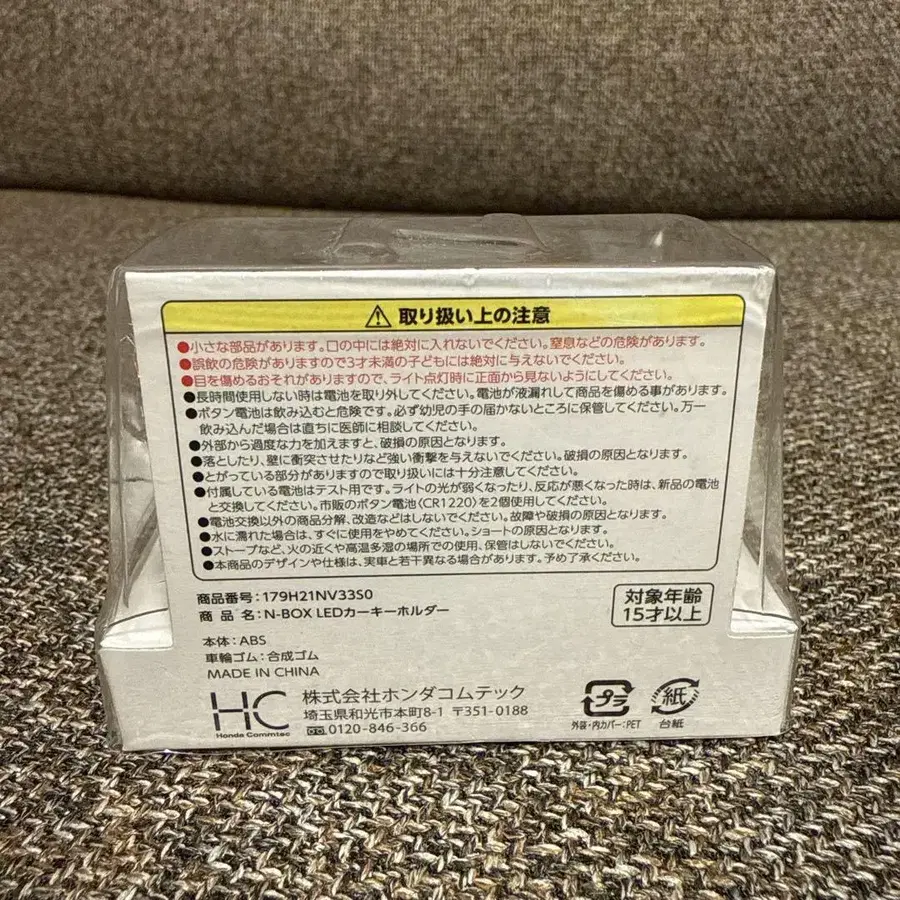 ⚠ 取り扱い上の注意
●小さな部品があります。口の中には絶対に入れないでください。窒息などの危険があります。
●誤飲の危険がありますので3才未満の子どもには絶対に与えないでください。
●目を傷めるおそれがありますので、ライト点灯時に正面から見ないようにしてください。
●長時間使用しない時は電池を取り外してください。電池が液漏れして商品を傷める事があります。
●ボタン電池は飲み込むと危険です。必ず幼児の手の届かないところに保管してください。万一
飲み込んだ場合は直ちに医師に相談してください。
●外部から過度な力を加えますと、破損の原因となります。
●落としたり、壁に衝突させたりなど強い衝撃を与えないでください。破損の原因となります。
●とがっている部分がありますので取り扱いには十分注意してください。
●付属している電池はテスト用です。ライトの光が弱くなったり、反応が悪くなった時は、新品の電池
と交換してください。市販のボタン電池〈CR1220〉を2個使用してください。
●電池交換以外の商品分解、改造などはしないでください。故障や破損の原因となります。
●水に濡れた場合は、すぐに使用をやめてください。ショートの原因となります。
●ストーブなど、火の近くや高温多湿の場所での使用、保管はしないでください。
●本商品のデザインや仕様は、実車と若干異なる場合があります。予め了承ください。
商品番号:179H21NV33S0
商 品 名:N-BOX LEDカーキーホルダー
対象年齢
15才以上
本体:ABS
車輪ゴム:合成ゴム
MADE IN CHINA
HC
Honda Commtec
株式会社ホンダコムテック
埼玉県和光市本町8-1 〒351-0188
0120-846-366
プラ
外容・内カバー:PET
紙
台紙